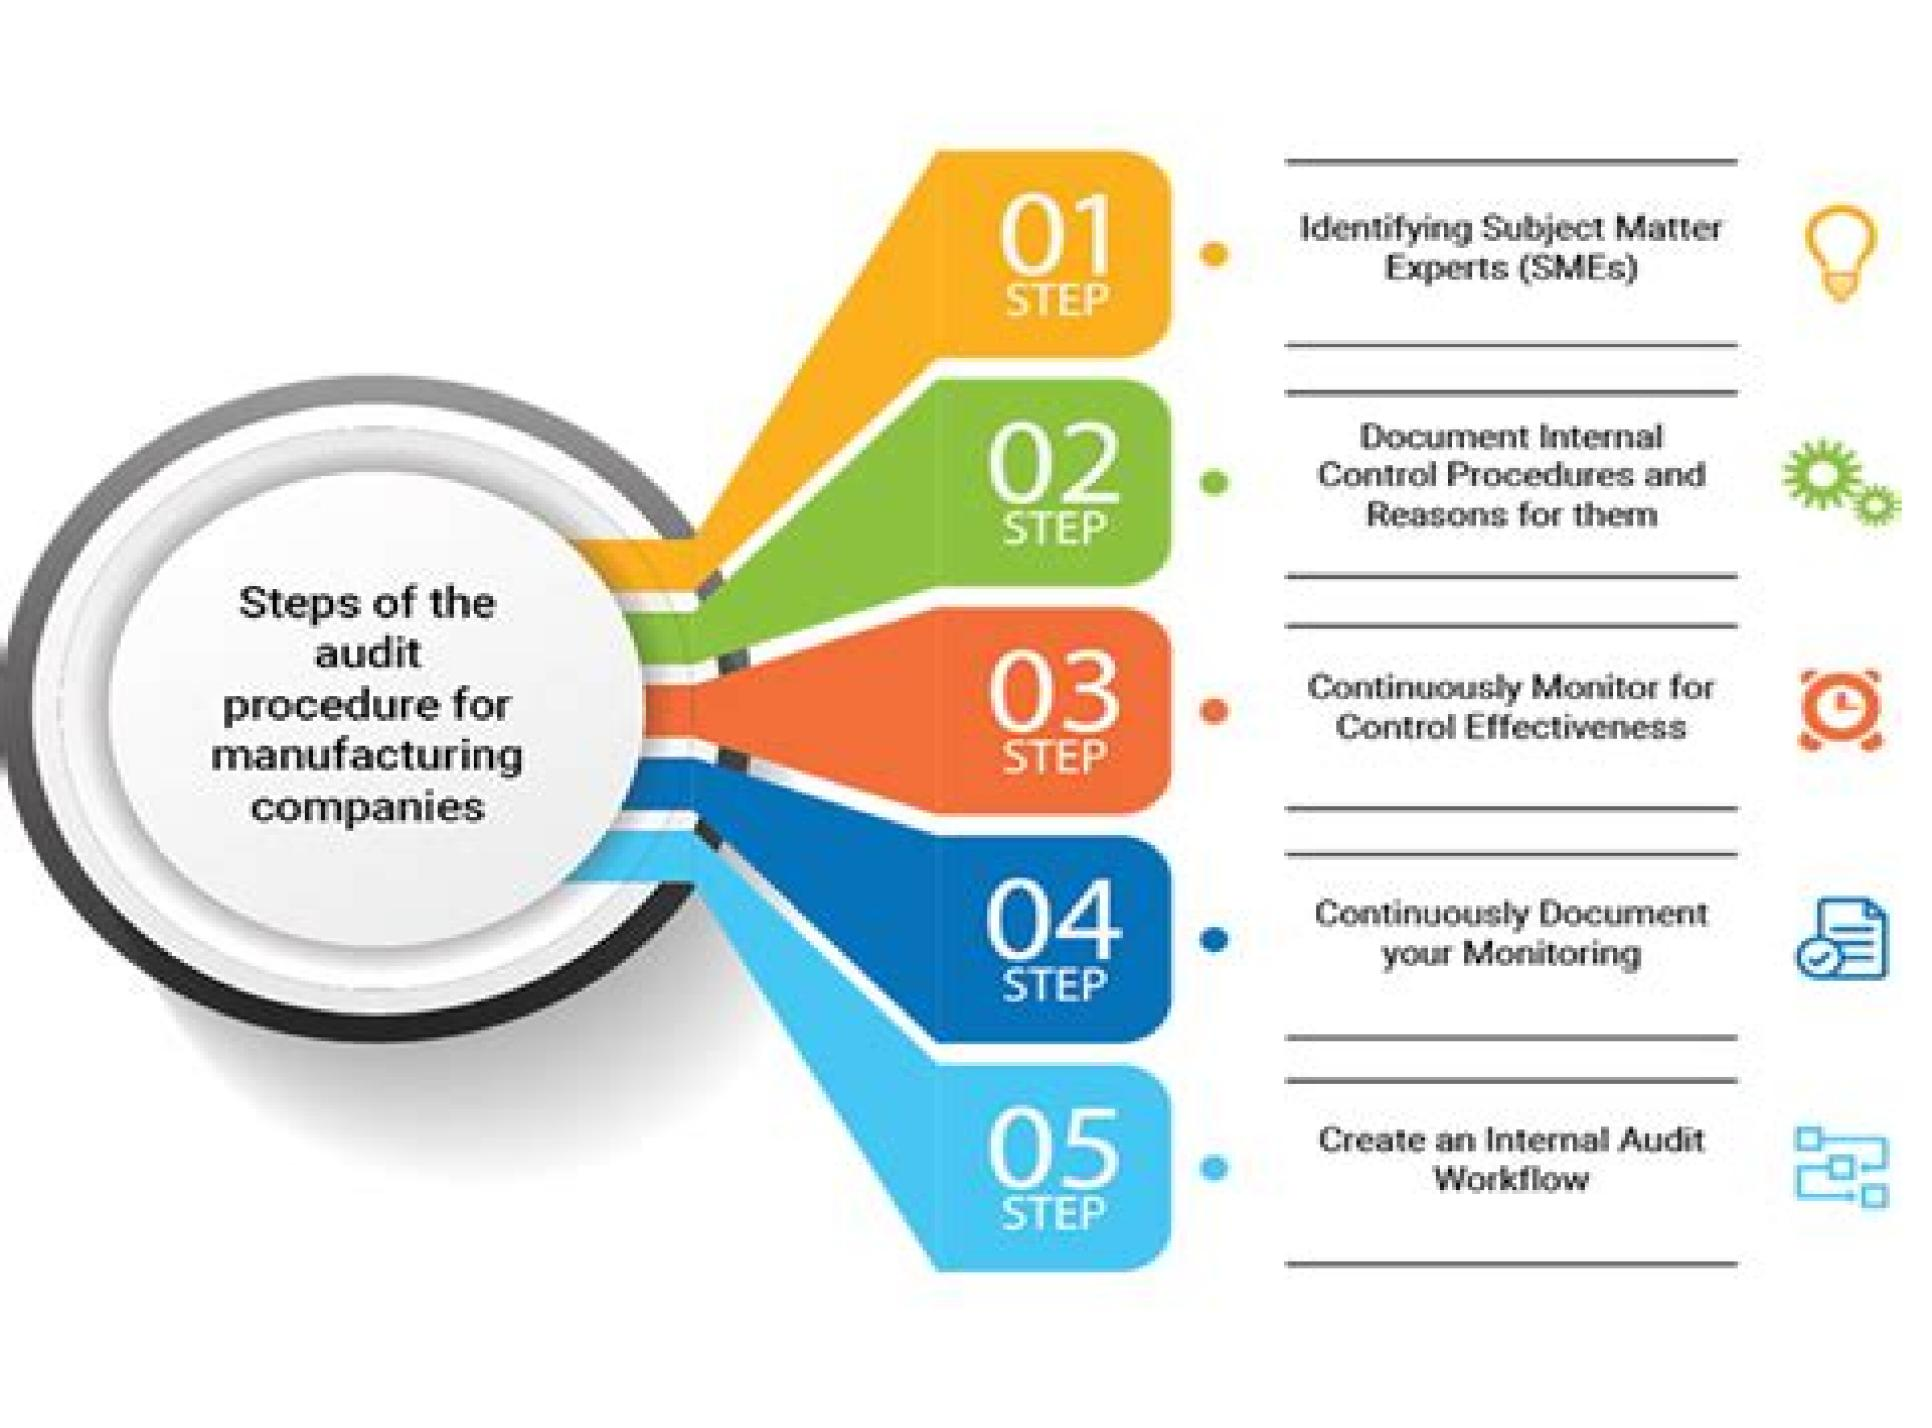 Steps of the
audit
procedure for
manufacturing
companies
01
STEP
Identifying Subject Matter
Experts (SMEs)
02
STEP
Document Internal
Control Procedures and
Reasons for them
03
STEP
Continuously Monitor for
Control Effectiveness
04
STEP
Continuously Document
your Monitoring
05
STEP
Create an Internal Audit
Workflow